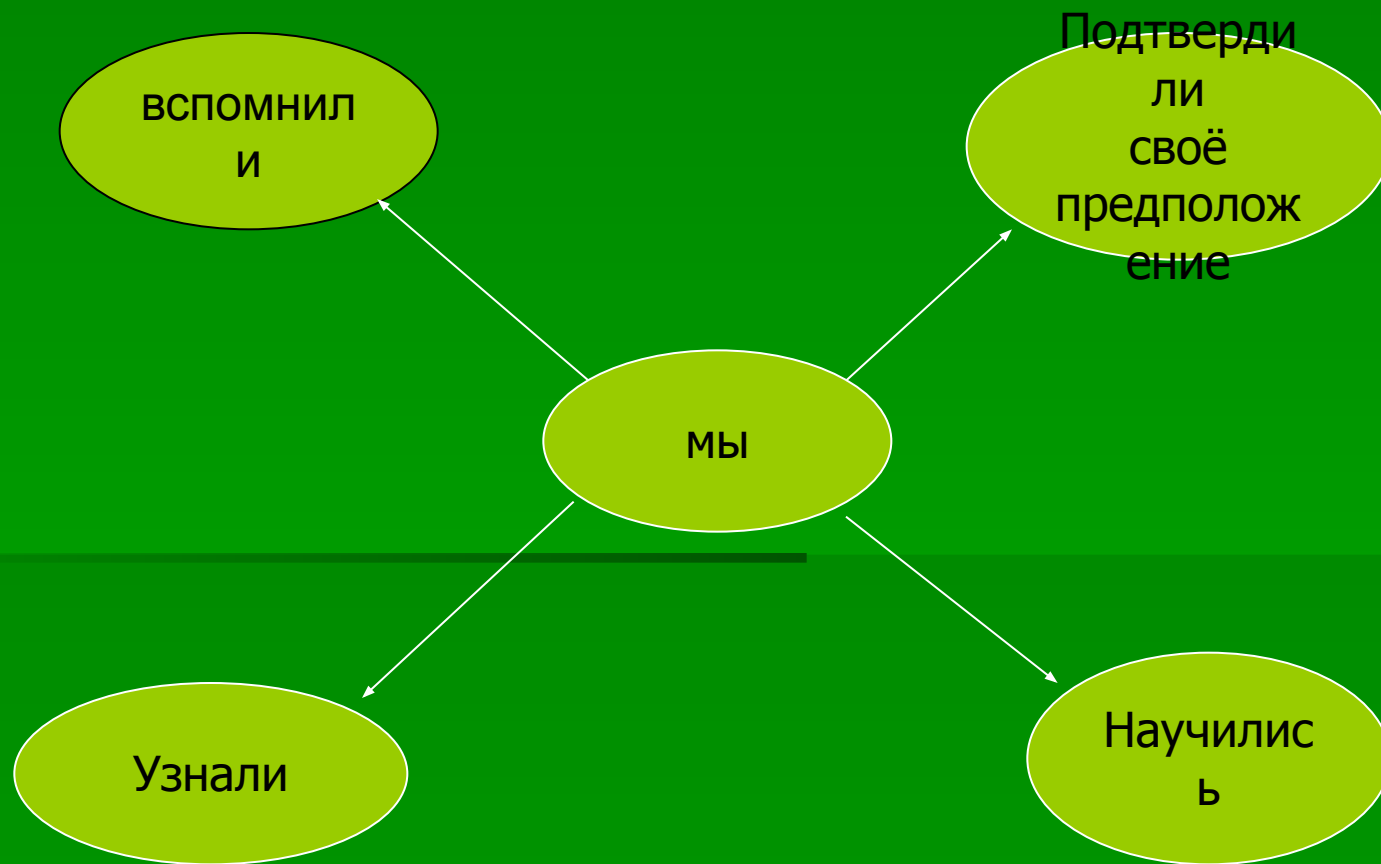 вспомнил
и
Подтверди
ли
своё
предполож
ение
мы
Узнали
Научилис
ь